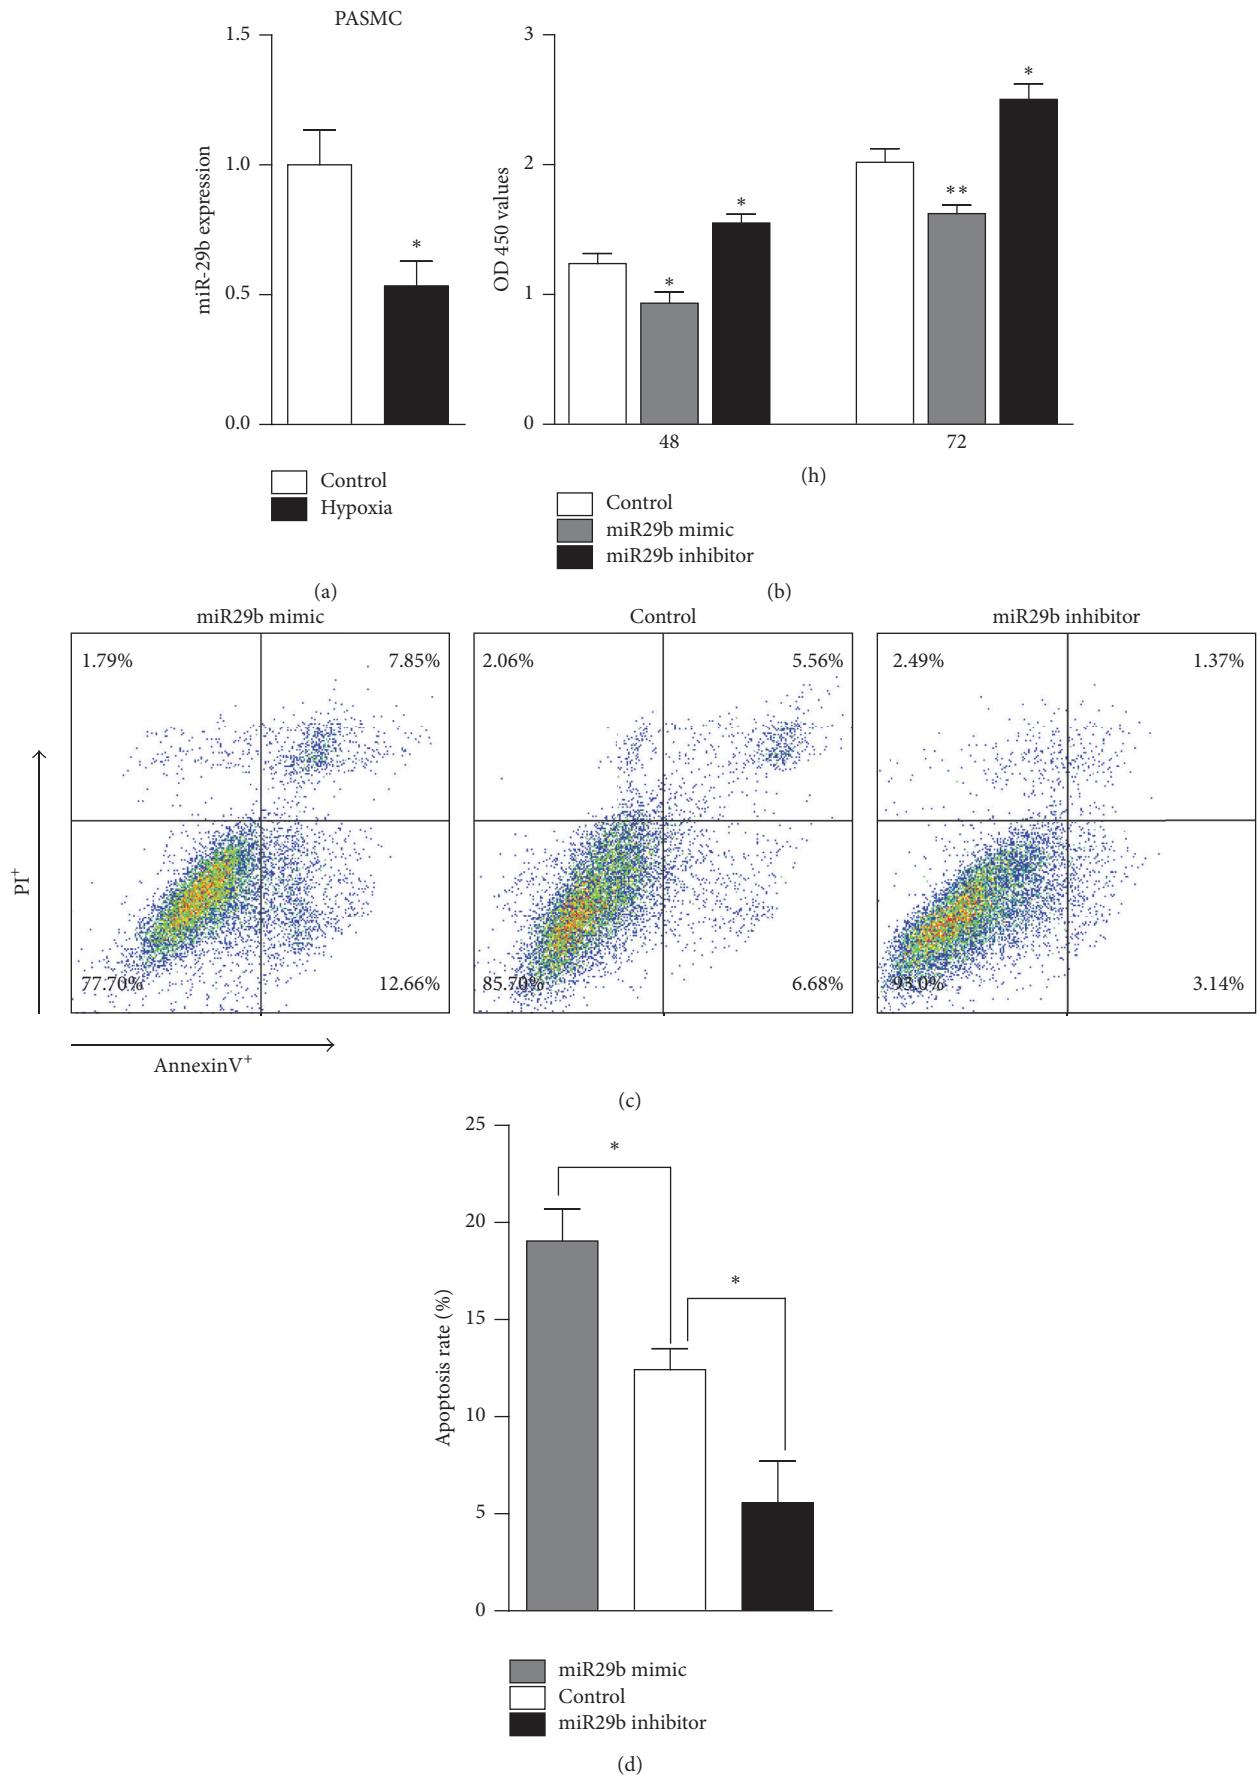 PASMC
1.5
1.0
0.5
0.0
miR-29b expression
*
Control
Hypoxia
(a)
3
2
1
0
OD 450 values
*
*
**
*
48
72
(h)
Control
miR29b mimic
miR29b inhibitor
(b)
miR29b mimic
Control
miR29b inhibitor
1.79%
7.85%
2.06%
5.56%
2.49%
1.37%
77.70%
12.66%
85.70%
6.68%
93.0%
3.14%
PI+
AnnexinV+
(c)
25
20
15
10
5
0
Apoptosis rate (%)
*
*
miR29b mimic
Control
miR29b inhibitor
(d)